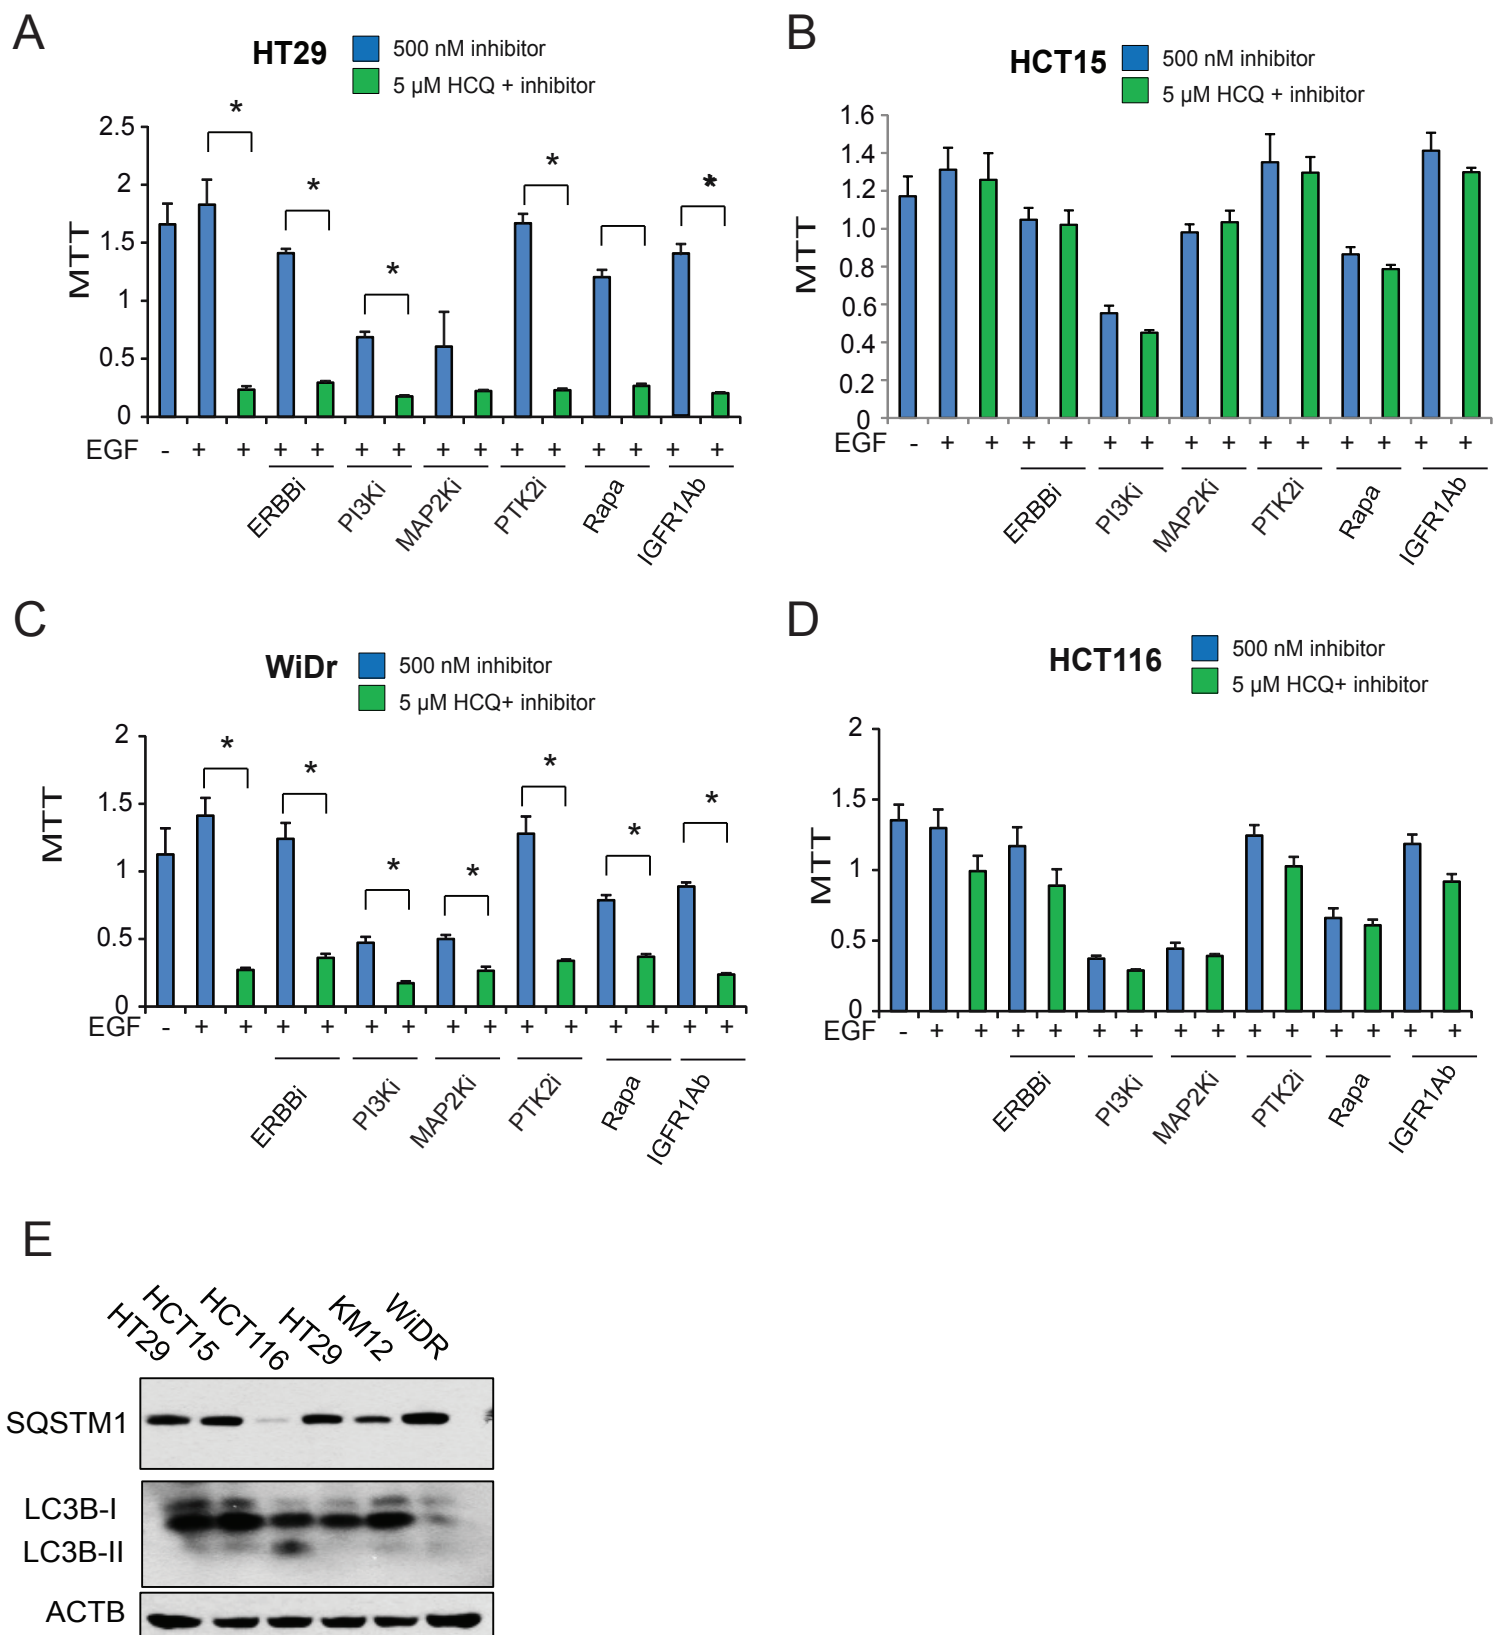 A
HT29
500 nM inhibitor
5 µM HCQ + inhibitor
MTT
2.5
2
1.5
1
0.5
0
* * * * *
EGF - + + + + + + + + + + + + + +
ERBBi PI3Ki MAP2Ki PTK2i Rapa IGFR1Ab
B
HCT15
500 nM inhibitor
5 µM HCQ + inhibitor
MTT
1.6
1.4
1.2
1.0
0.8
0.6
0.4
0.2
0
EGF - + + + + + + + + + + + + + +
ERBBi PI3Ki MAP2Ki PTK2i Rapa IGFR1Ab
C
WiDr
500 nM inhibitor
5 µM HCQ+ inhibitor
MTT
2
1.5
1
0.5
0
* * * * * * *
EGF - + + + + + + + + + + + + + +
ERBBi PI3Ki MAP2Ki PTK2i Rapa IGFR1Ab
D
HCT116
500 nM inhibitor
5 µM HCQ+ inhibitor
MTT
2
1.5
1
0.5
0
EGF - + + + + + + + + + + + + + +
ERBBi PI3Ki MAP2Ki PTK2i Rapa IGFR1Ab
E
HT29 HCT15 HCT116 HT29 KM12 WiDR
SQSTM1
LC3B-I
LC3B-II
ACTB